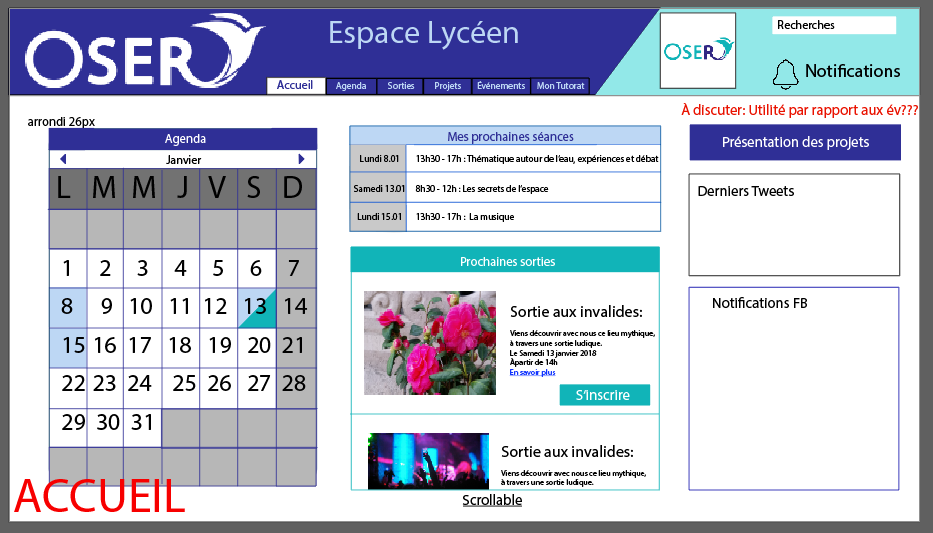 OSER
Espace Lycéen
OSER
Recherches
Notifications
Accueil
Agenda
Sorties
Projets
Événements
Mon Tutorat
À discuter: Utilité par rapport aux év???
arrondi 26px
Agenda
Janvier
L M M J V S D
1 2 3 4 5 6 7
8 9 10 11 12 13 14
15 16 17 18 19 20 21
22 23 24 25 26 27 28
29 30 31
ACCUEIL
Mes prochaines séances
Lundi 8.01 13h30 - 17h : Thématique autour de l'eau, expériences et débat
Samedi 13.01 8h30 - 12h : Les secrets de l'espace
Lundi 15.01 13h30 - 17h : La musique
Prochaines sorties
Sortie aux invalides:
Viens découvrir avec nous ce lieu mythique,
à travers une sortie ludique.
Le Samedi 13 janvier 2018
Àpartir de 14h
En savoir plus
S'inscrire
Sortie aux invalides:
Viens découvrir avec nous ce lieu mythique,
à travers une sortie ludique.
Scrollable
Présentation des projets
Derniers Tweets
Notifications FB